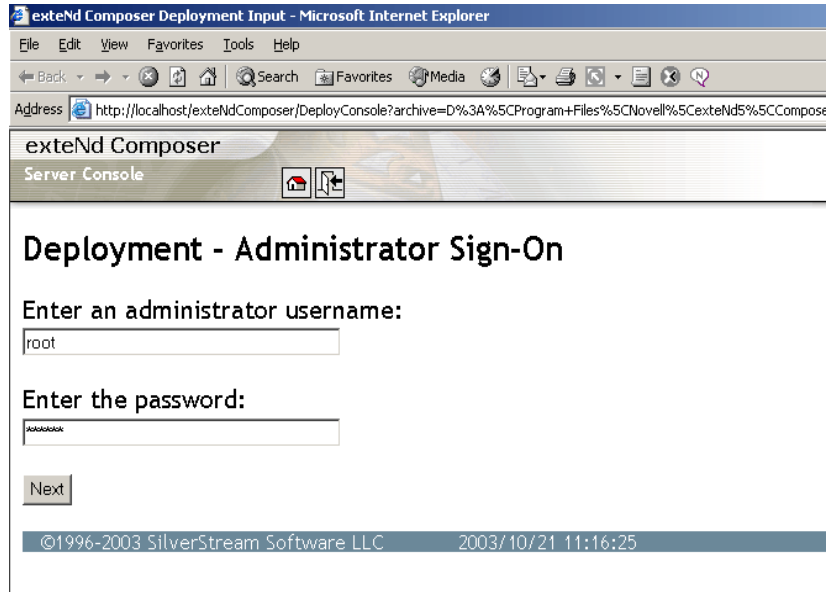 exteNd Composer Deployment Input - Microsoft Internet Explorer
File Edit View Favorites Tools Help
Back Search Favorites Media
Address http://localhost/exteNdComposer/DeployConsole?archive=D%3A%5CProgram+Files%5CNovell%5CexteNd5%5CCompose
exteNd Composer
Server Console
Deployment - Administrator Sign-On
Enter an administrator username:
root
Enter the password:
*******
Next
©1996-2003 SilverStream Software LLC 2003/10/21 11:16:25